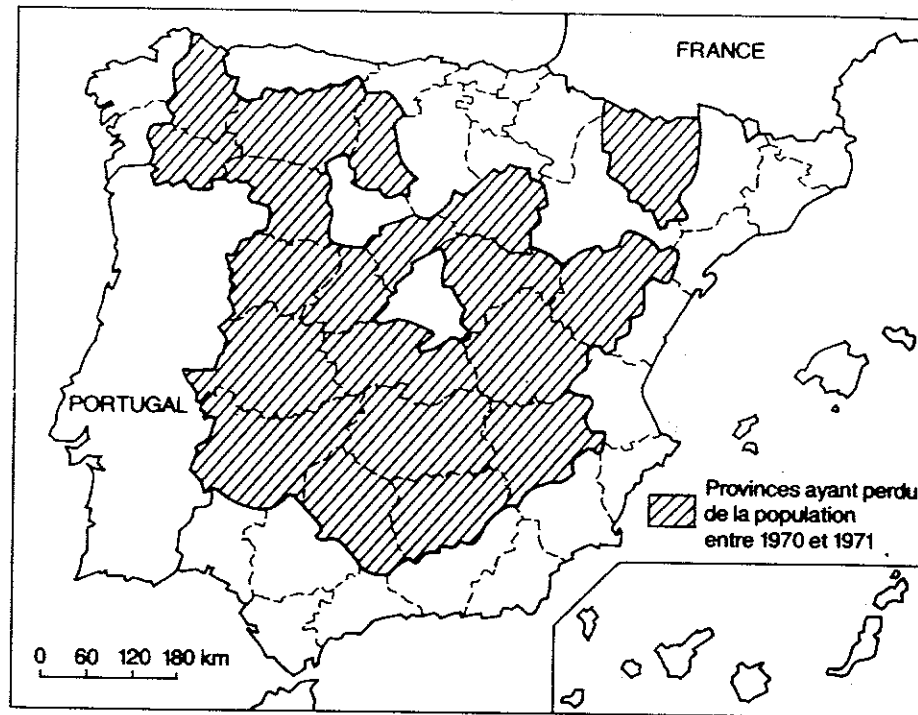 FRANCE
PORTUGAL
Provinces ayant perdu
de la population
entre 1970 et 1971
0 60 120 180 km